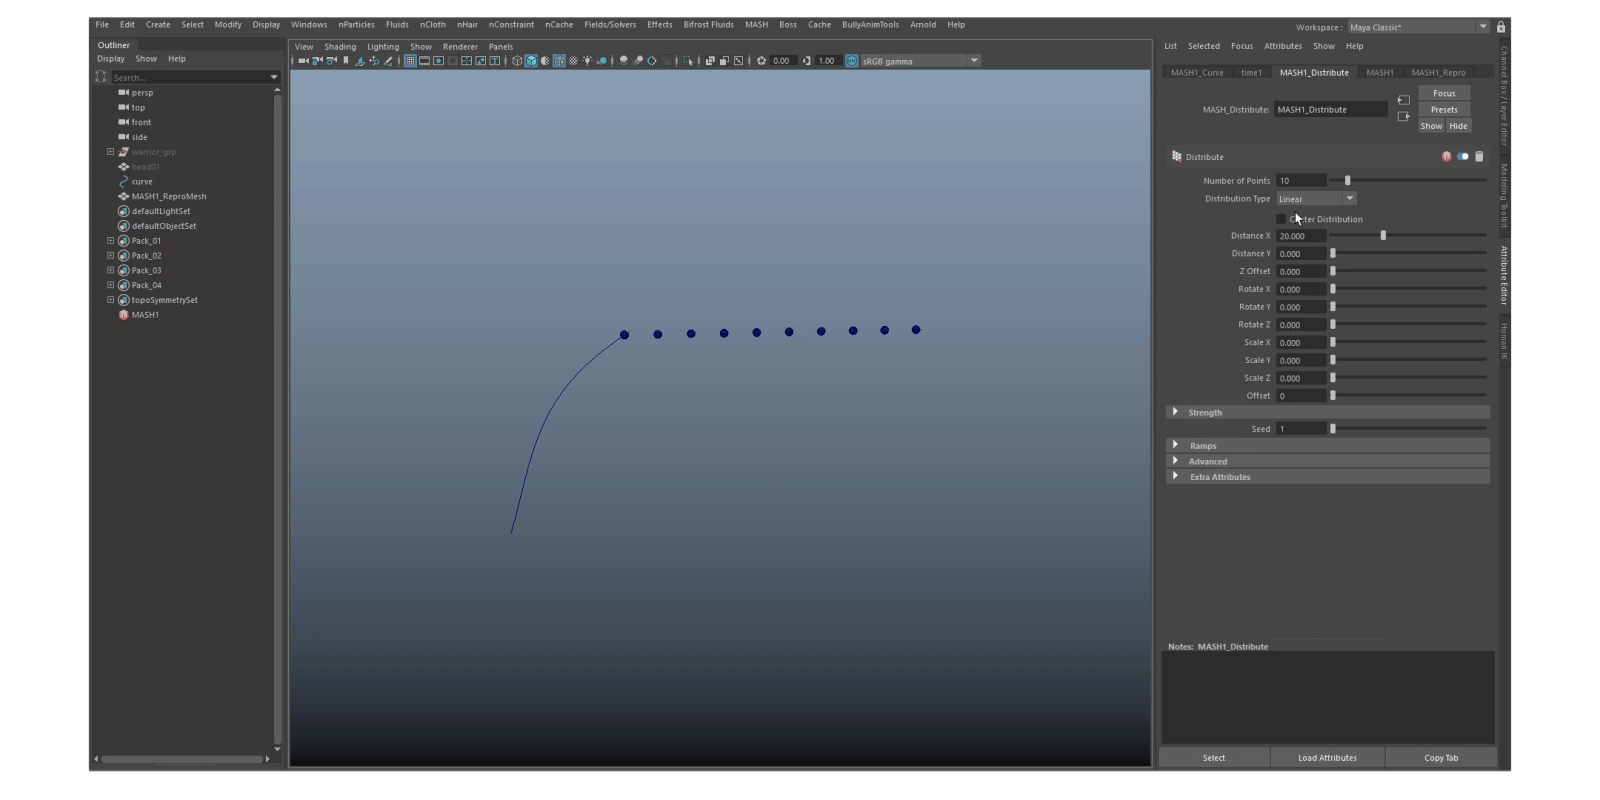 File Edit Create Select Modify Display Windows nParticles Fluids nCloth nHair nConstraint nCache Fields/Solvers Effects Bifrost Fluids MASH Boss Cache BullyAnimTools Arnold Help
Workspace : Maya Classic*
Outliner
Display Show Help
Search...
persp
top
front
side
warrior_grp
bead01
curve
MASH1_ReproMesh
defaultLightSet
defaultObjectSet
Pack_01
Pack_02
Pack_03
Pack_04
topoSymmetrySet
MASH1
View Shading Lighting Show Renderer Panels
0.00 1.00 sRGB gamma
List Selected Focus Attributes Show Help
MASH1_Curve time1 MASH1_Distribute MASH1 MASH1_Repro
MASH_Distribute: MASH1_Distribute
Focus
Presets
Show Hide
Distribute
Number of Points 10
Distribution Type Linear
Distribution
Distance X 20.000
Distance Y 0.000
Z Offset 0.000
Rotate X 0.000
Rotate Y 0.000
Rotate Z 0.000
Scale X 0.000
Scale Y 0.000
Scale Z 0.000
Offset 0
Strength
Seed 1
Ramps
Advanced
Extra Attributes
Notes: MASH1_Distribute
Select Load Attributes Copy Tab
Channel Box / Layer Editor
Modeling Toolkit
Attribute Editor
Human IK